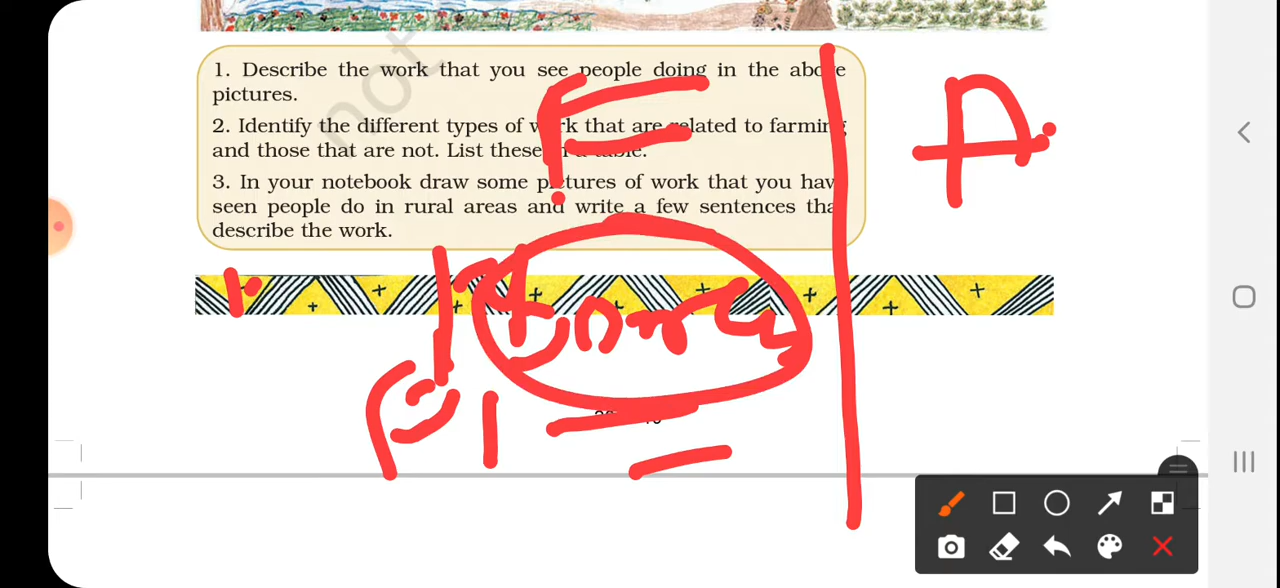 not
1. Describe the work that you see people doing in the above
pictures.
2. Identify the different types of work that are related to farming
and those that are not. List these in a table.
3. In your notebook draw some pictures of work that you have
seen people do in rural areas and write a few sentences that
describe the work.
F
A